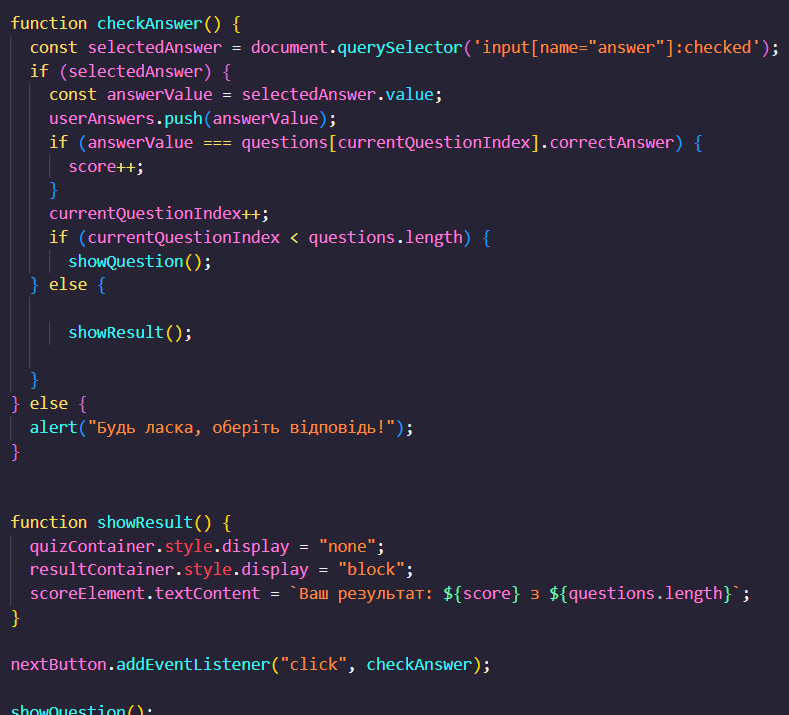 function checkAnswer() {
  const selectedAnswer = document.querySelector('input[name="answer"]:checked');
  if (selectedAnswer) {
    const answerValue = selectedAnswer.value;
    userAnswers.push(answerValue);
    if (answerValue === questions[currentQuestionIndex].correctAnswer) {
      score++;
    }
    currentQuestionIndex++;
    if (currentQuestionIndex < questions.length) {
      showQuestion();
  } else {
      showResult();
  }
} else {
  alert("Будь ласка, оберіть відповідь!");
}
function showResult() {
  quizContainer.style.display = "none";
  resultContainer.style.display = "block";
  scoreElement.textContent = `Ваш результат: ${score} з ${questions.length}`;
}
nextButton.addEventListener("click", checkAnswer);
showQuestion();